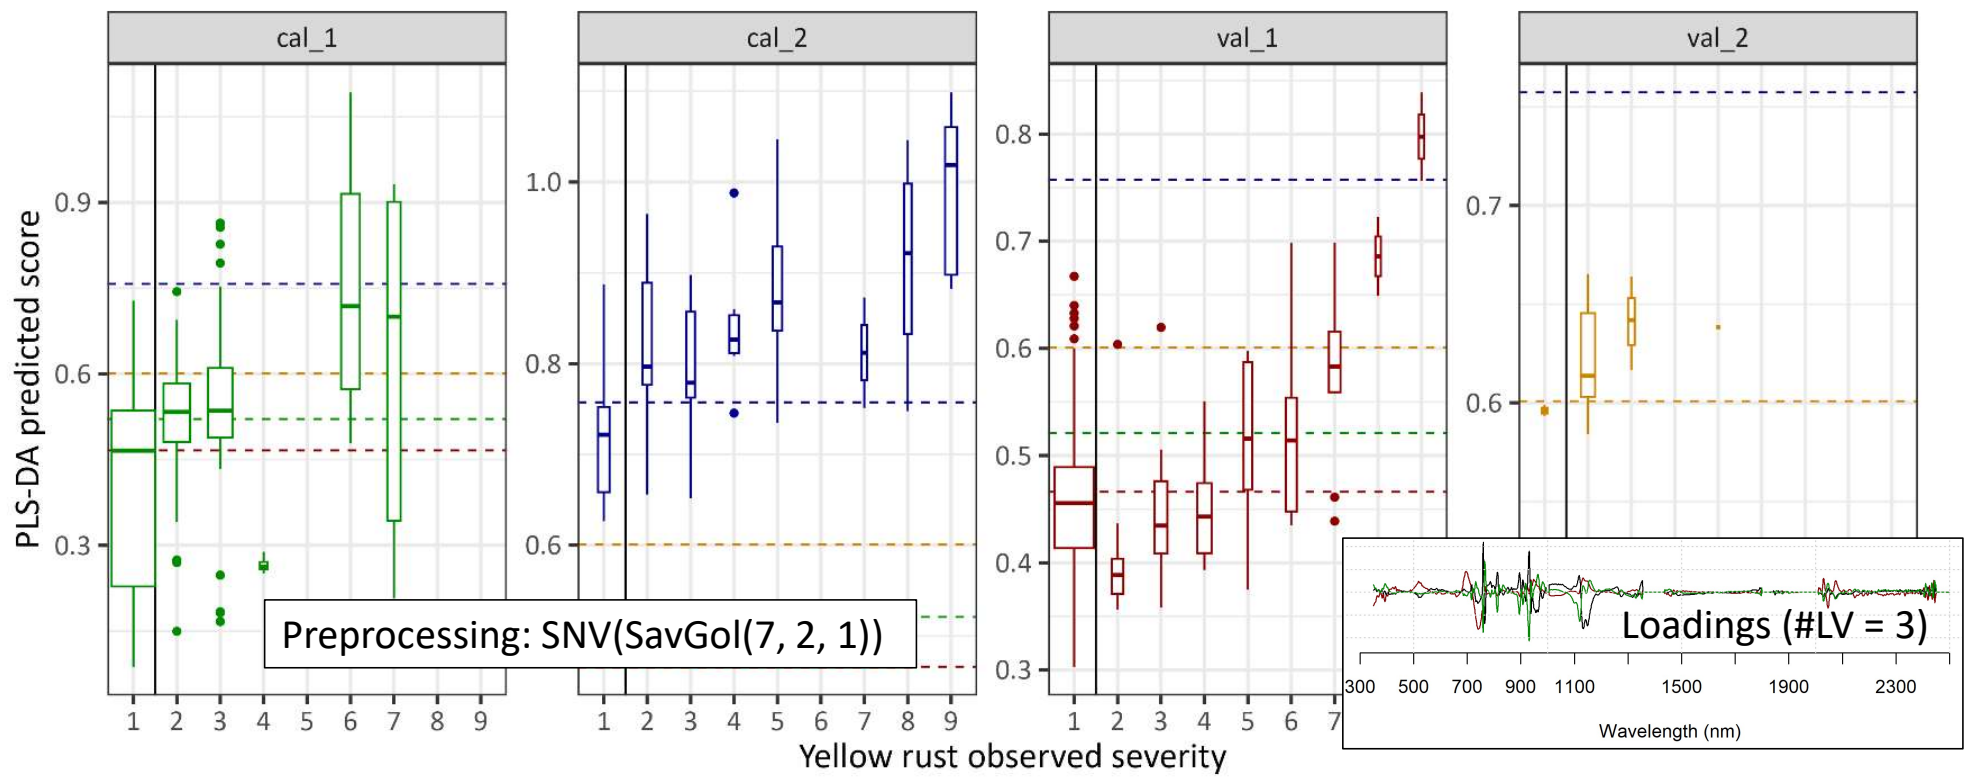 cal_1 cal_2 val_1 val_2
PLS-DA predicted score
0.9
0.6
0.3
1.0
0.8
0.6
0.8
0.7
0.6
0.5
0.4
0.3
0.7
0.6
Preprocessing: SNV(SavGol(7, 2, 1))
Loadings (#LV = 3)
300 500 700 900 1100 1500 1900 2300
Wavelength (nm)
1 2 3 4 5 6 7 8 9
1 2 3 4 5 6 7 8 9
1 2 3 4 5 6 7
Yellow rust observed severity